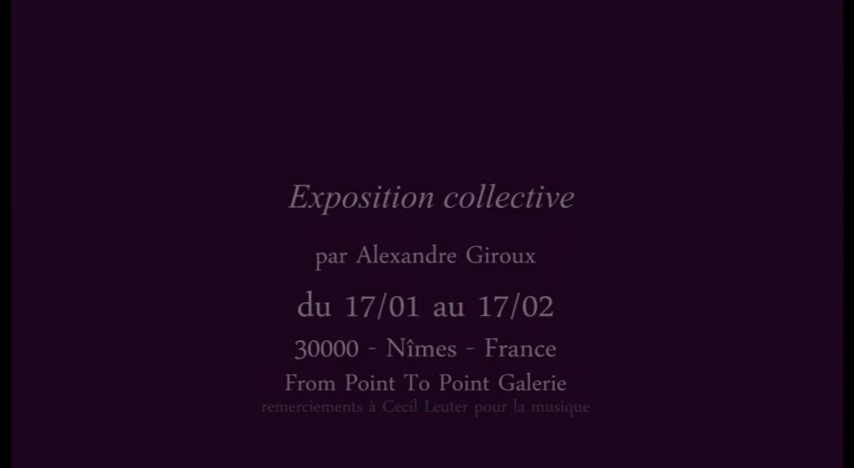 Exposition collective
par Alexandre Giroux
du 17/01 au 17/02
30000 - Nîmes - France
From Point To Point Galerie
remerciements à Cecil Leuter pour la musique